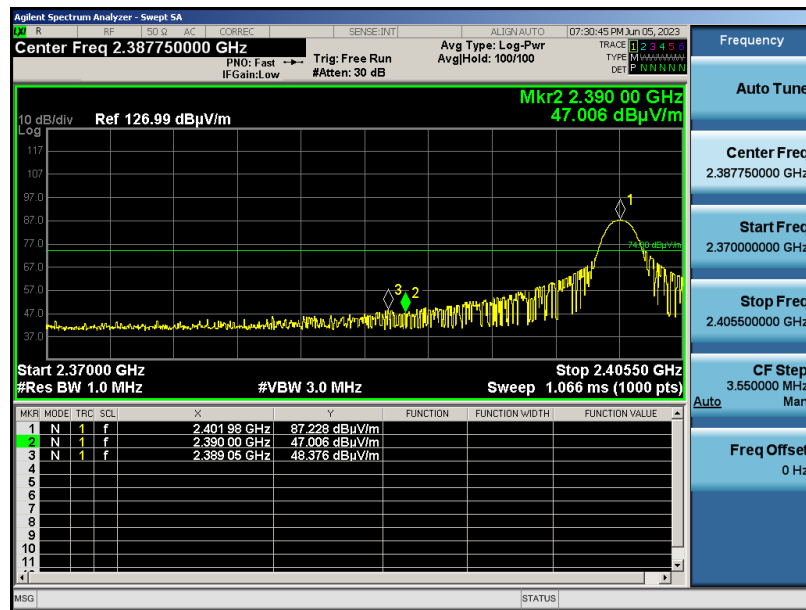 Agilent Spectrum Analyzer - Swept SA
LXI R RF 50 Ω AC CORREC SENSE:INT ALIGN AUTO 07:30:45 PM Jun 05, 2023
Center Freq 2.387750000 GHz
PNO: Fast
IFGain:Low
Trig: Free Run
#Atten: 30 dB
Avg Type: Log-Pwr
Avg|Hold: 100/100
TRACE 1 2 3 4 5 6
TYPE MWWWWW
DET P N N N N N
Mkr2 2.390 00 GHz
47.006 dBµV/m
10 dB/div
Log
Ref 126.99 dBµV/m
117
107
97.0
87.0
77.0
67.0
57.0
47.0
37.0
1
74.00 dBµV/m
3
2
Start 2.37000 GHz
Stop 2.40550 GHz
#Res BW 1.0 MHz
#VBW 3.0 MHz
Sweep 1.066 ms (1000 pts)
MKR MODE TRC SCL X Y FUNCTION FUNCTION WIDTH FUNCTION VALUE
1 N 1 f 2.401 98 GHz 87.228 dBµV/m
2 N 1 f 2.390 00 GHz 47.006 dBµV/m
3 N 1 f 2.389 05 GHz 48.376 dBµV/m
4
5
6
7
8
9
10
11
MSG
STATUS
Frequency
Auto Tune
Center Freq
2.387750000 GHz
Start Freq
2.370000000 GHz
Stop Freq
2.405500000 GHz
CF Step
3.550000 MHz
Auto Man
Freq Offset
0 Hz